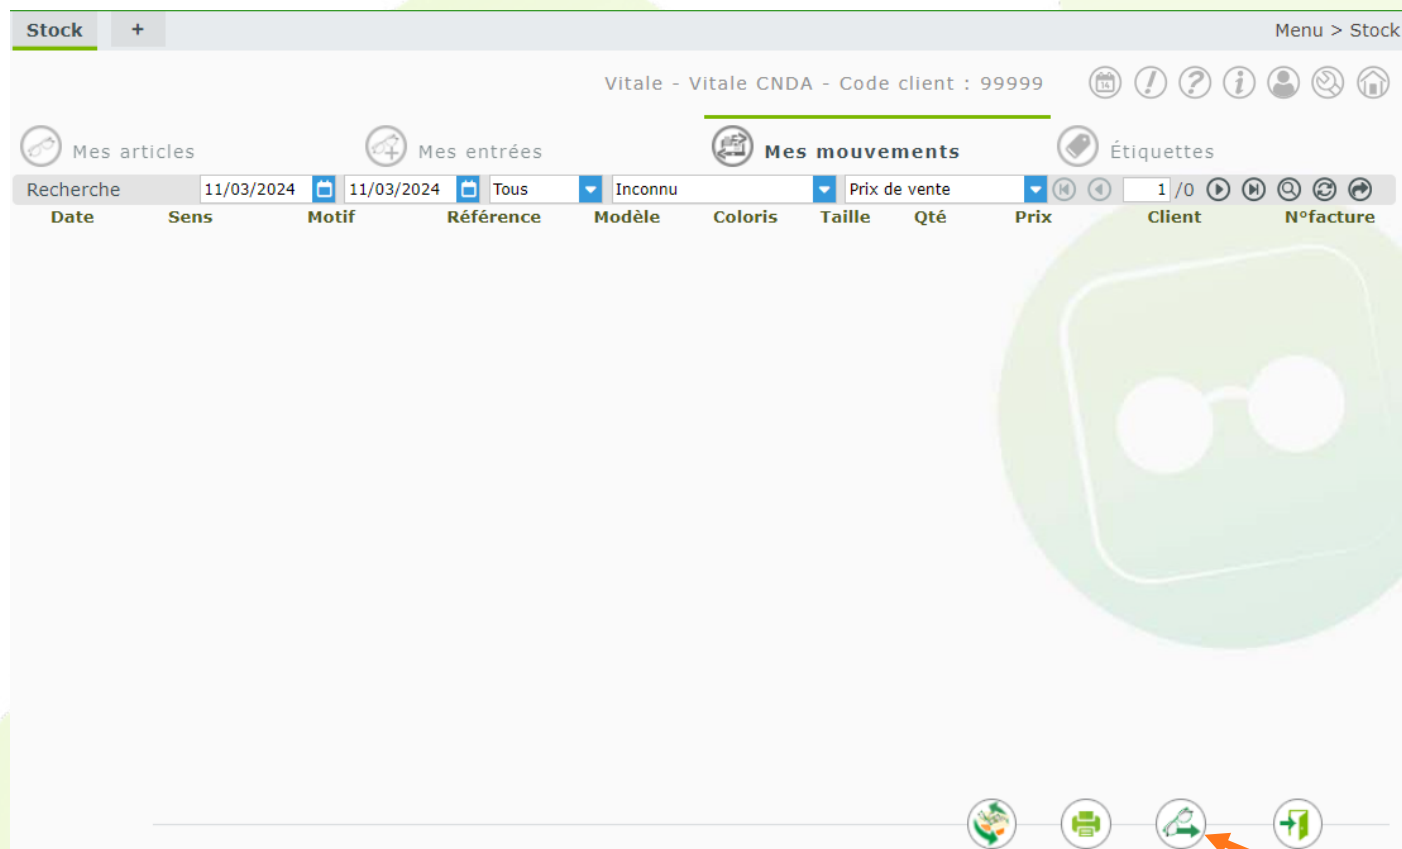 Stock +
Menu > Stock
Vitale - Vitale CNDA - Code client : 99999
Mes articles
Mes entrées
Mes mouvements
Étiquettes
Recherche 11/03/2024 11/03/2024 Tous Inconnu Prix de vente 1 /0
Date Sens Motif Référence Modèle Coloris Taille Qté Prix Client N°facture